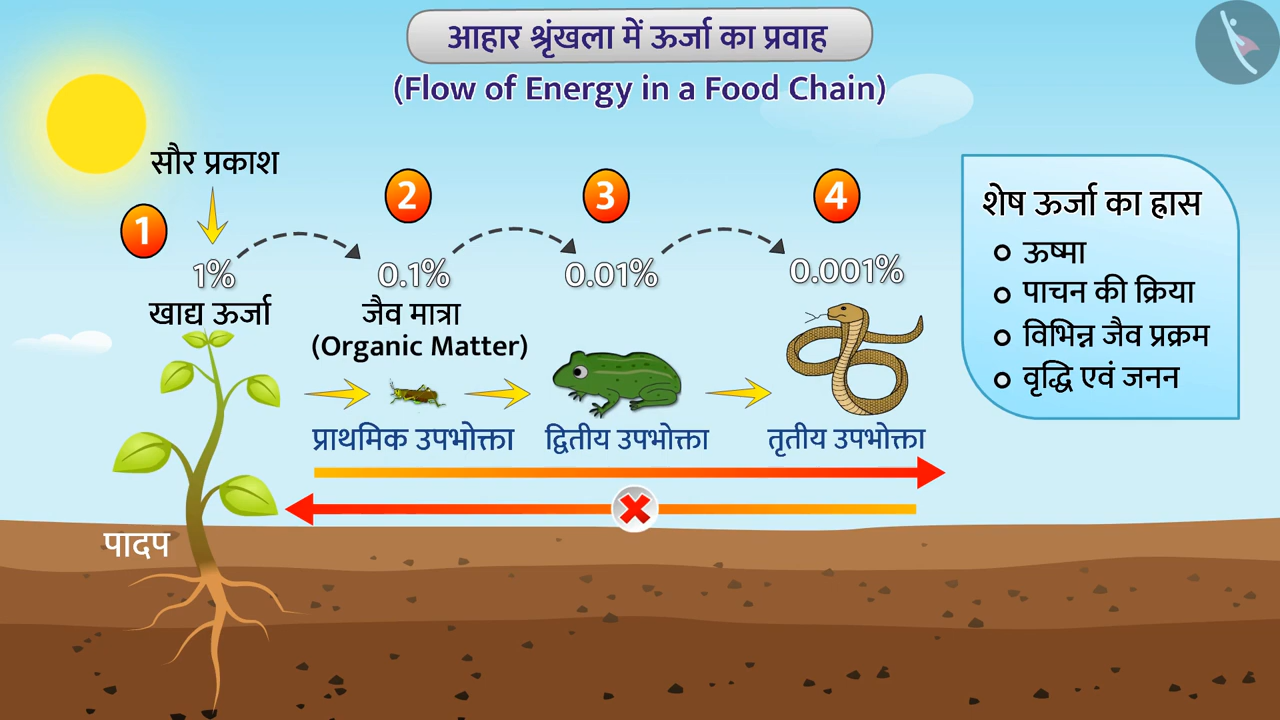 आहार श्रृंखला में ऊर्जा का प्रवाह
(Flow of Energy in a Food Chain)
सौर प्रकाश
1
2
3
4
1%
0.1%
0.01%
0.001%
खाद्य ऊर्जा
जैव मात्रा
(Organic Matter)
प्राथमिक उपभोक्ता
द्वितीय उपभोक्ता
तृतीय उपभोक्ता
पादप
शेष ऊर्जा का ह्रास
ऊष्मा
पाचन की क्रिया
विभिन्न जैव प्रक्रम
वृद्धि एवं जनन